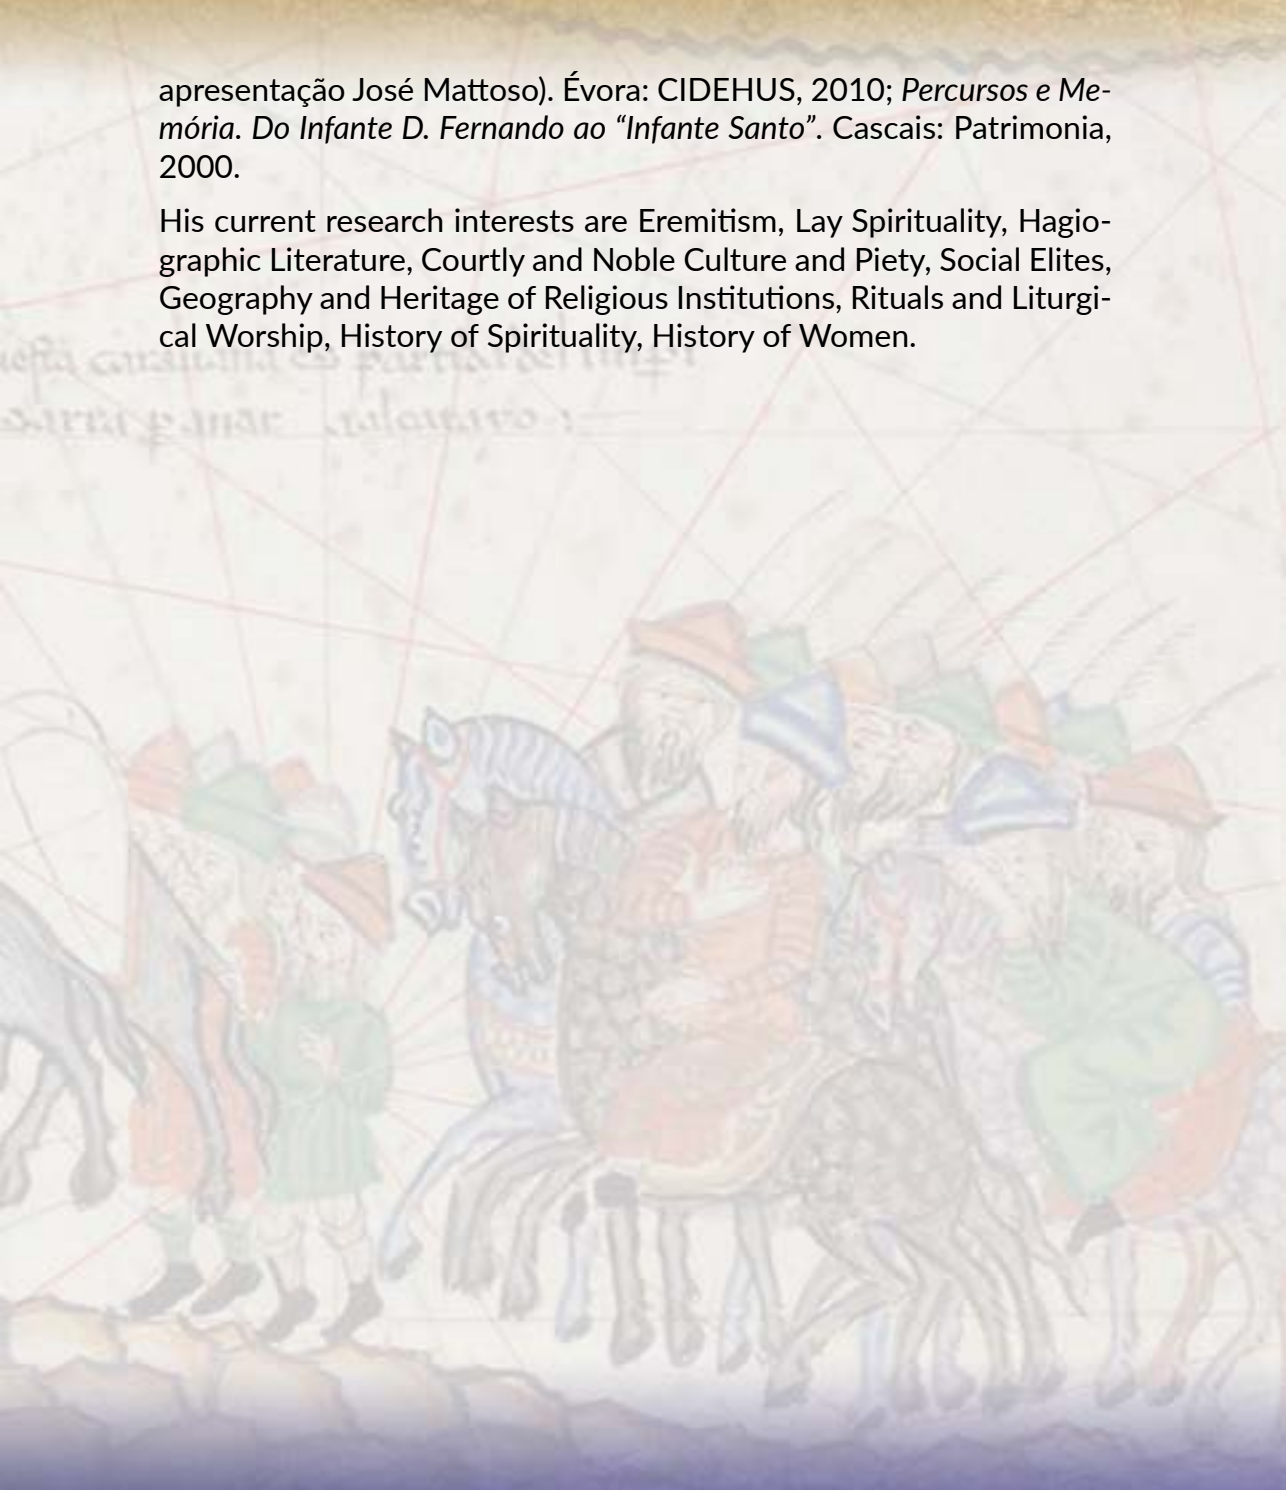 apresentação José Mattoso). Évora: CIDEHUS, 2010; Percursos e Me-
mória. Do Infante D. Fernando ao “Infante Santo”. Cascais: Patrimonia,
2000.
His current research interests are Eremitism, Lay Spirituality, Hagio-
graphic Literature, Courtly and Noble Culture and Piety, Social Elites,
Geography and Heritage of Religious Institutions, Rituals and Liturgi-
cal Worship, History of Spirituality, History of Women.